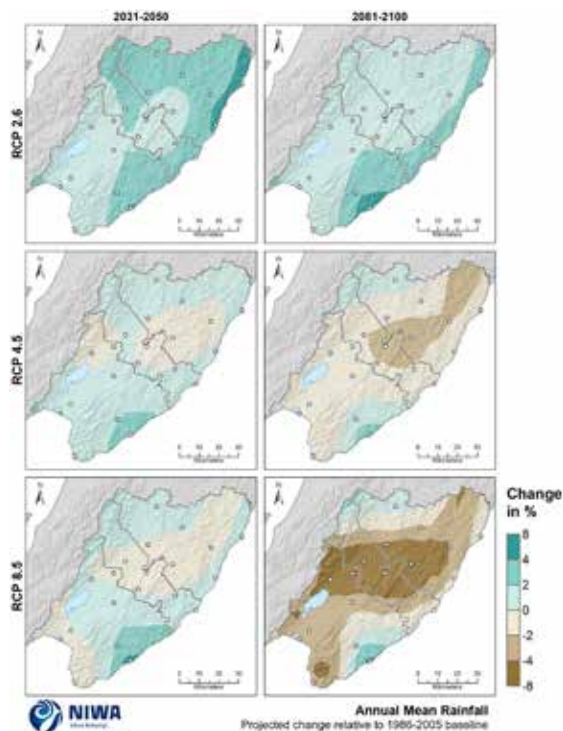 2031-2050
2081-2100
RCP 2.6
RCP 4.5
RCP 8.5
Change
in %
8
4
2
0
-2
-4
-6
NIWA
Annual Mean Rainfall
Projected change relative to 1986-2005 baseline